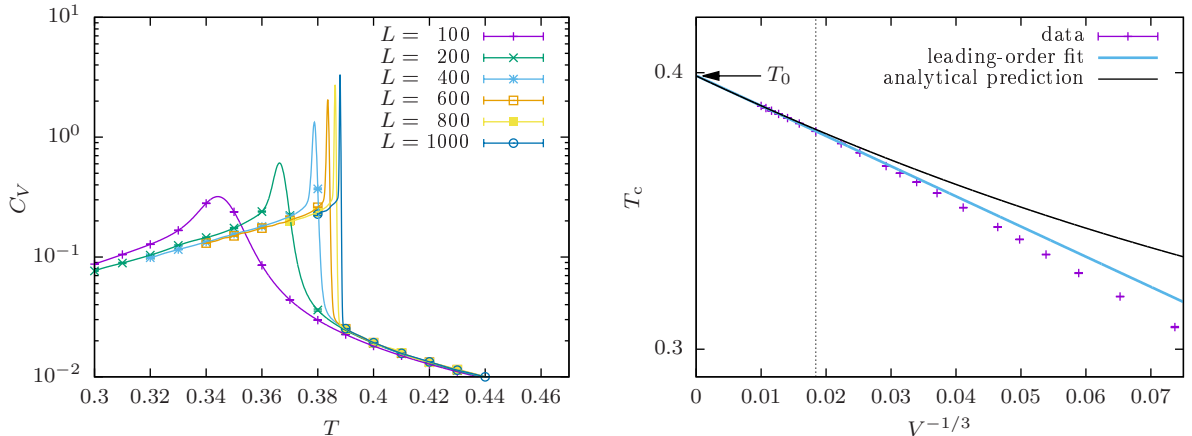 10^1
10^0
10^{-1}
10^{-2}
C_V
0.3 0.32 0.34 0.36 0.38 0.4 0.42 0.44 0.46
T
L = 100
L = 200
L = 400
L = 600
L = 800
L = 1000
0.4
0.3
T_c
0 0.01 0.02 0.03 0.04 0.05 0.06 0.07
V^{-1/3}
T_0
data
leading-order fit
analytical prediction